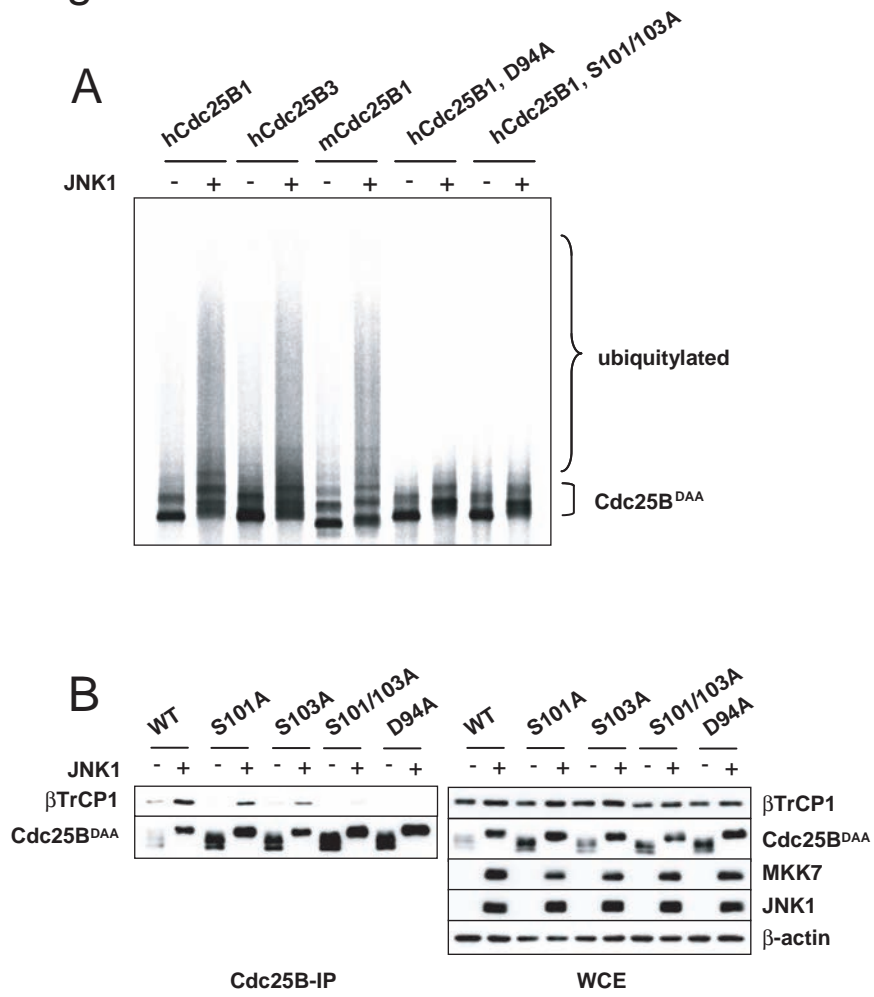 A
hCdc25B1
hCdc25B3
mCdc25B1
hCdc25B1, D94A
hCdc25B1, S101/103A
JNK1 - + - + - + - + - +
ubiquitylated
Cdc25BDAA
B
WT S101A S103A S101/103A D94A WT S101A S103A S101/103A D94A
JNK1 - + - + - + - + - + - + - + - + - + - +
βTrCP1 βTrCP1
Cdc25BDAA Cdc25BDAA
MKK7
JNK1
β-actin
Cdc25B-IP WCE